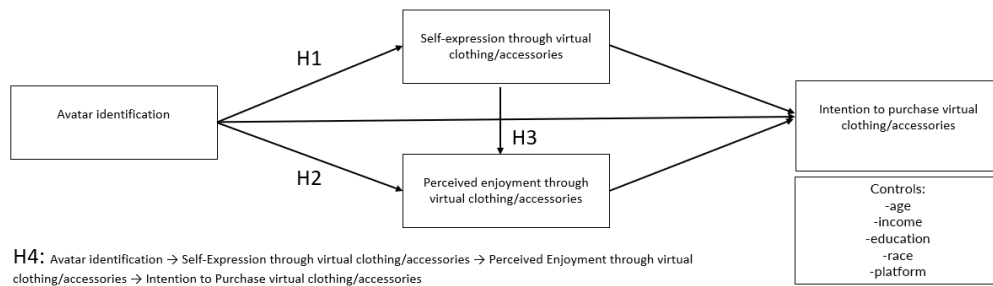 Self-expression through virtual
clothing/accessories
H1
Avatar identification
Intention to purchase virtual
clothing/accessories
H3
H2
Perceived enjoyment through
virtual clothing/accessories
Controls:
-age
-income
-education
-race
-platform
H4: Avatar identification → Self-Expression through virtual clothing/accessories → Perceived Enjoyment through virtual
clothing/accessories → Intention to Purchase virtual clothing/accessories